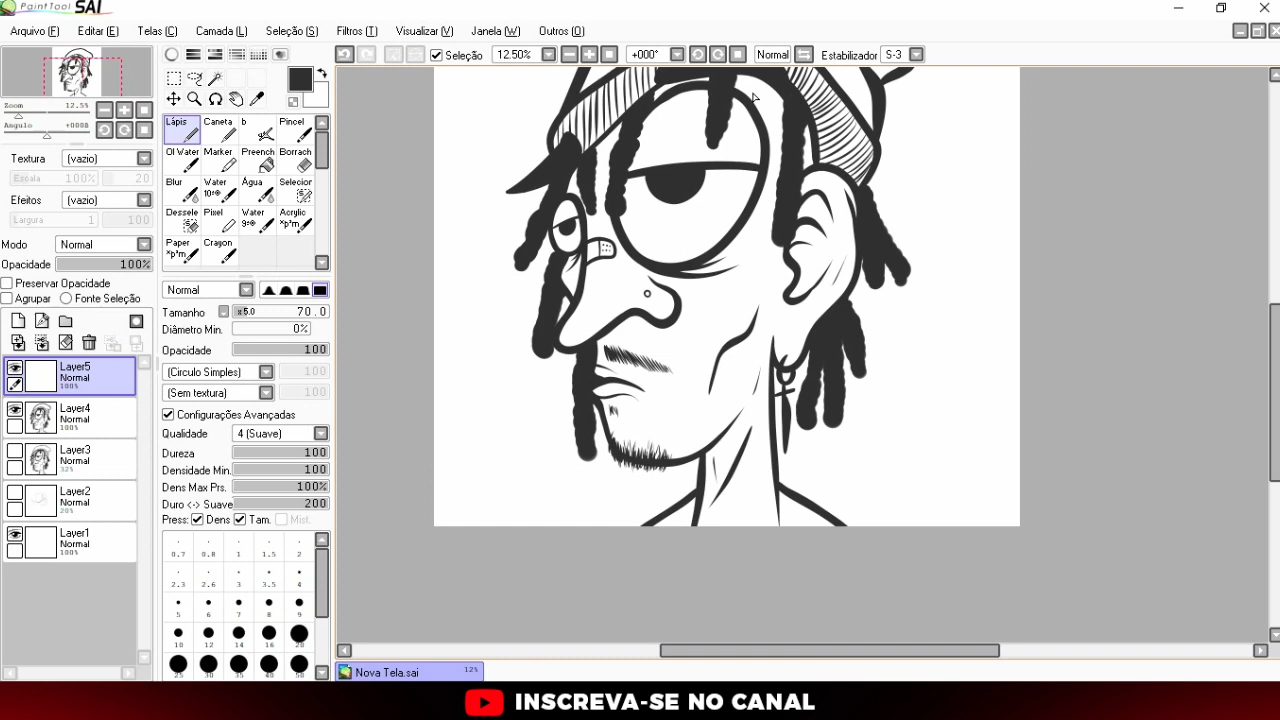 PaintTool SAI
Arquivo (F) Editar (E) Telas (C) Camada (L) Seleção (S) Filtros (T) Visualizar (V) Janela (W) Outros (O)
Seleção 12.50% +000° Normal Estabilizador S-3
Zoom 12.5%
Angulo +000°
Textura (vazio)
Escala 100% 20
Efeitos (vazio)
Largura 1 100
Modo Normal
Opacidade 100%
Preservar Opacidade
Agrupar Fonte Seleção
Layer5
Normal
100%
Layer4
Normal
100%
Layer3
Normal
32%
Layer2
Normal
20%
Layer1
Normal
100%
Lápis Caneta b Pincel
Ol Water Marker Preench Borrach
Blur Water Água Selecior
Dessele Pixel Water Acrylic
Paper Crayon
Normal
Tamanho x5.0 70.0
Diâmetro Min. 0%
Opacidade 100
(Circulo Simples) 100
(Sem textura) 100
Configurações Avançadas
Qualidade 4 (Suave)
Dureza 100
Densidade Min. 100
Dens Max Prs. 100%
Duro <-> Suave 200
Press: Dens Tam. Mist.
0.7 0.8 1 1.5 2
2.3 2.6 3 3.5 4
5 6 7 8 9
10 12 14 16 20
25 30 35 40 50
Nova Tela.sai 12%
INSCREVA-SE NO CANAL